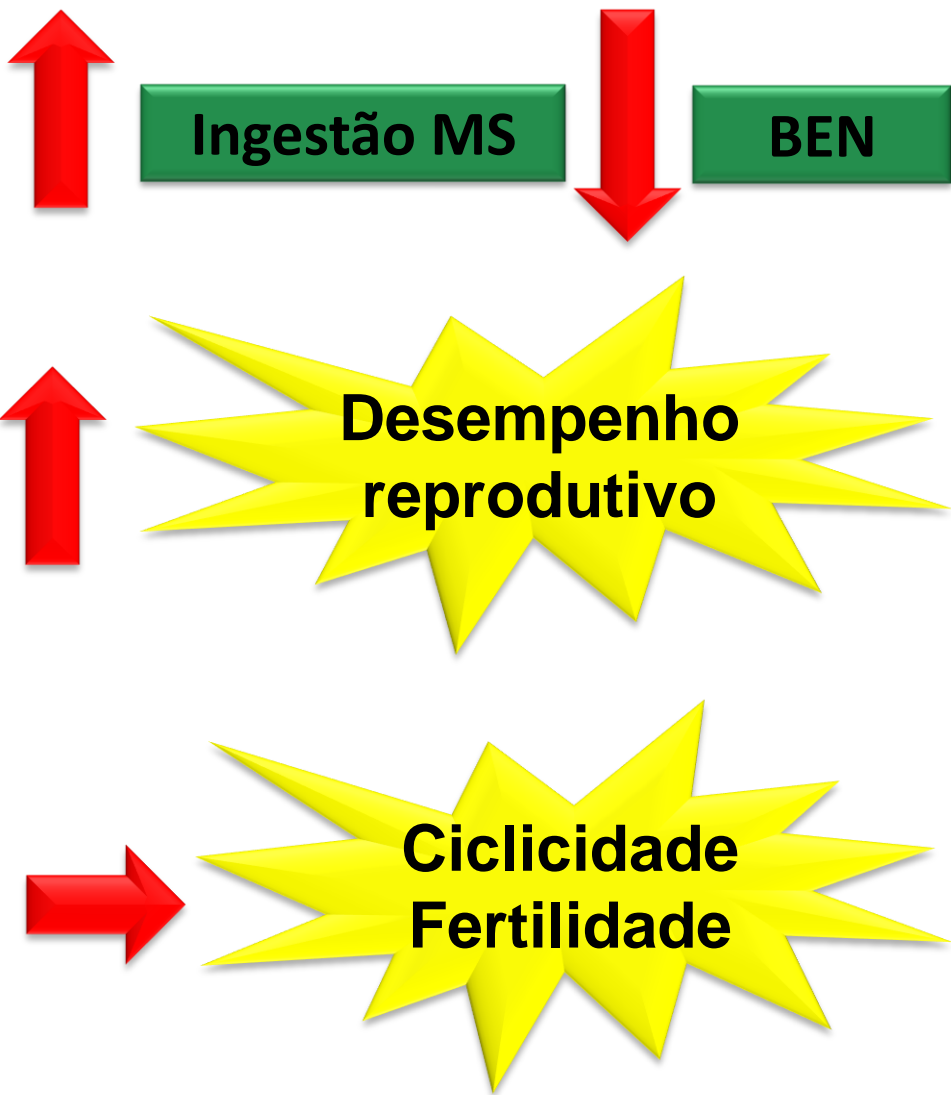 Ingestão MS
BEN
Desempenho
reprodutivo
Ciclicidade
Fertilidade